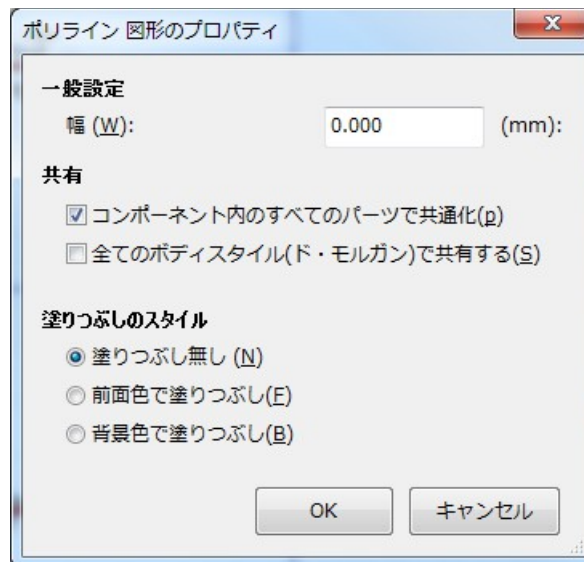 ポリライン 図形のプロパティ
一般設定
幅 (W): 0.000 (mm):
共有
コンポーネント内のすべてのパーツで共通化(p)
全てのボディスタイル(ド・モルガン)で共有する(S)
塗りつぶしのスタイル
塗りつぶし無し (N)
前面色で塗りつぶし(F)
背景色で塗りつぶし(B)
OK キャンセル